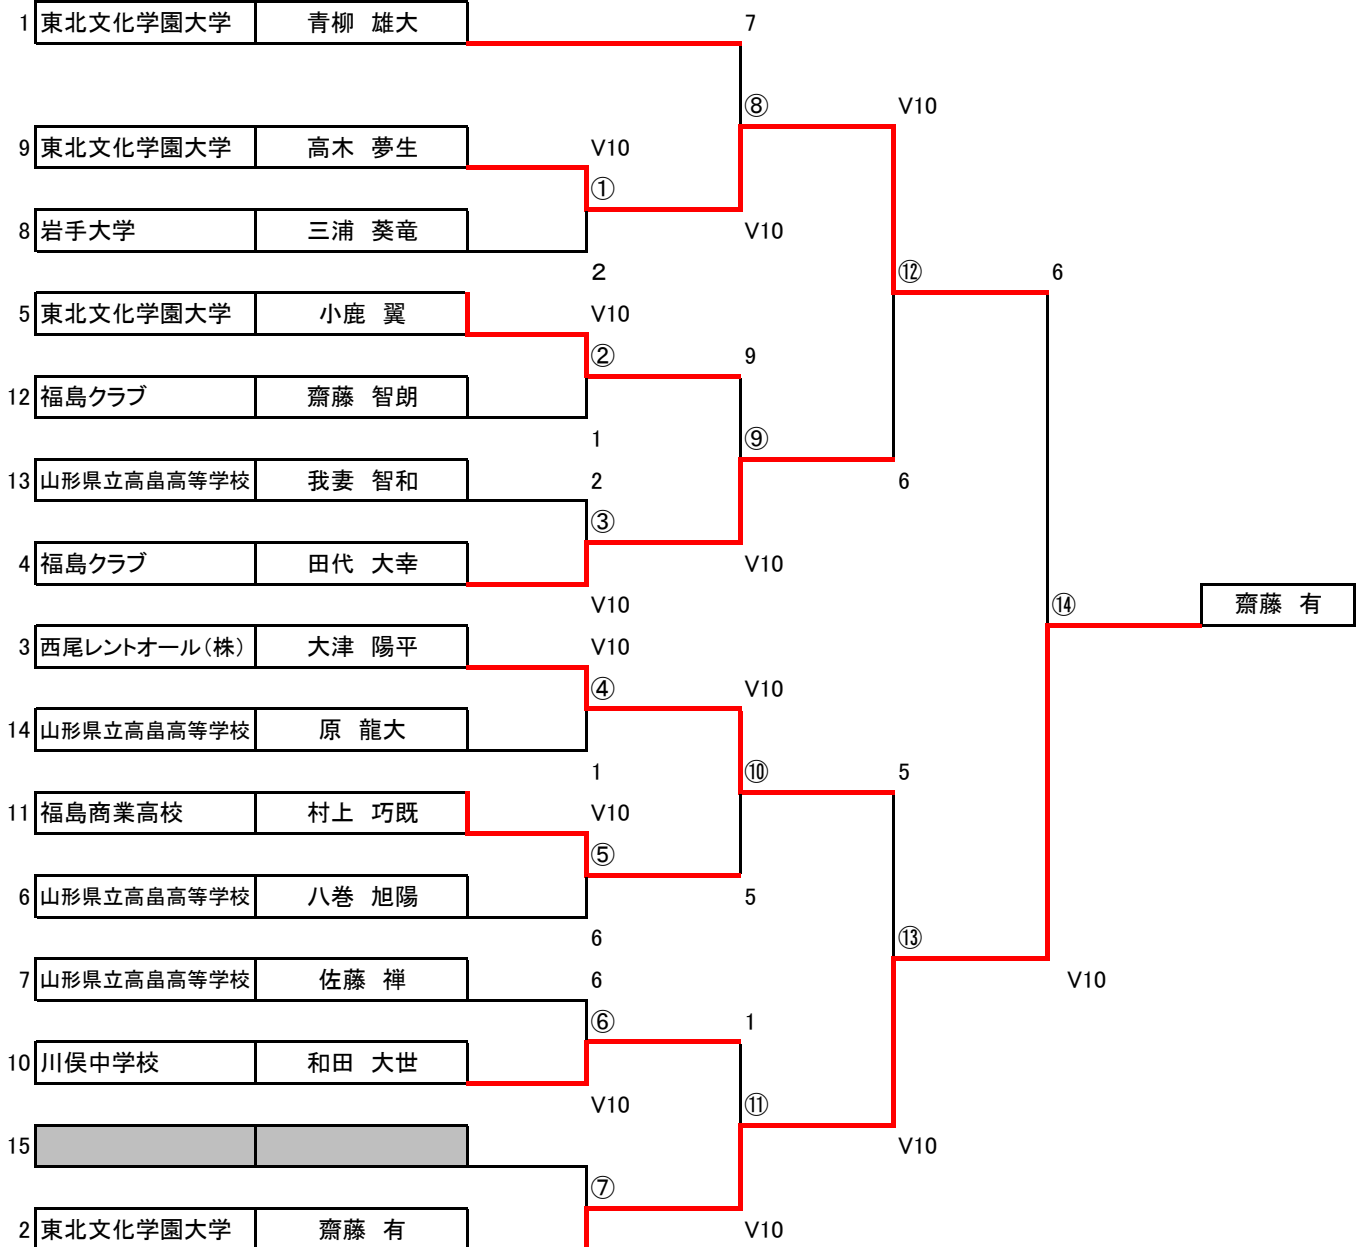 1 東北文化学園大学 青柳 雄大 7
⑧ V10
9 東北文化学園大学 高木 夢生 V10
①
8 岩手大学 三浦 葵竜 V10
2 ⑫ 6
5 東北文化学園大学 小鹿 翼 V10
② 9
12 福島クラブ 齋藤 智朗
1 ⑨
13 山形県立高畠高等学校 我妻 智和 2 6
③
4 福島クラブ 田代 大幸 V10
V10 ⑭ 齋藤 有
3 西尾レントオール(株) 大津 陽平 V10
④ V10
14 山形県立高畠高等学校 原 龍大
1 ⑩ 5
11 福島商業高校 村上 巧既 V10
⑤
6 山形県立高畠高等学校 八巻 旭陽 5
6 ⑬
7 山形県立高畠高等学校 佐藤 禅 6 V10
⑥ 1
10 川俣中学校 和田 大世
V10 ⑪
15 V10
⑦
2 東北文化学園大学 齋藤 有 V10